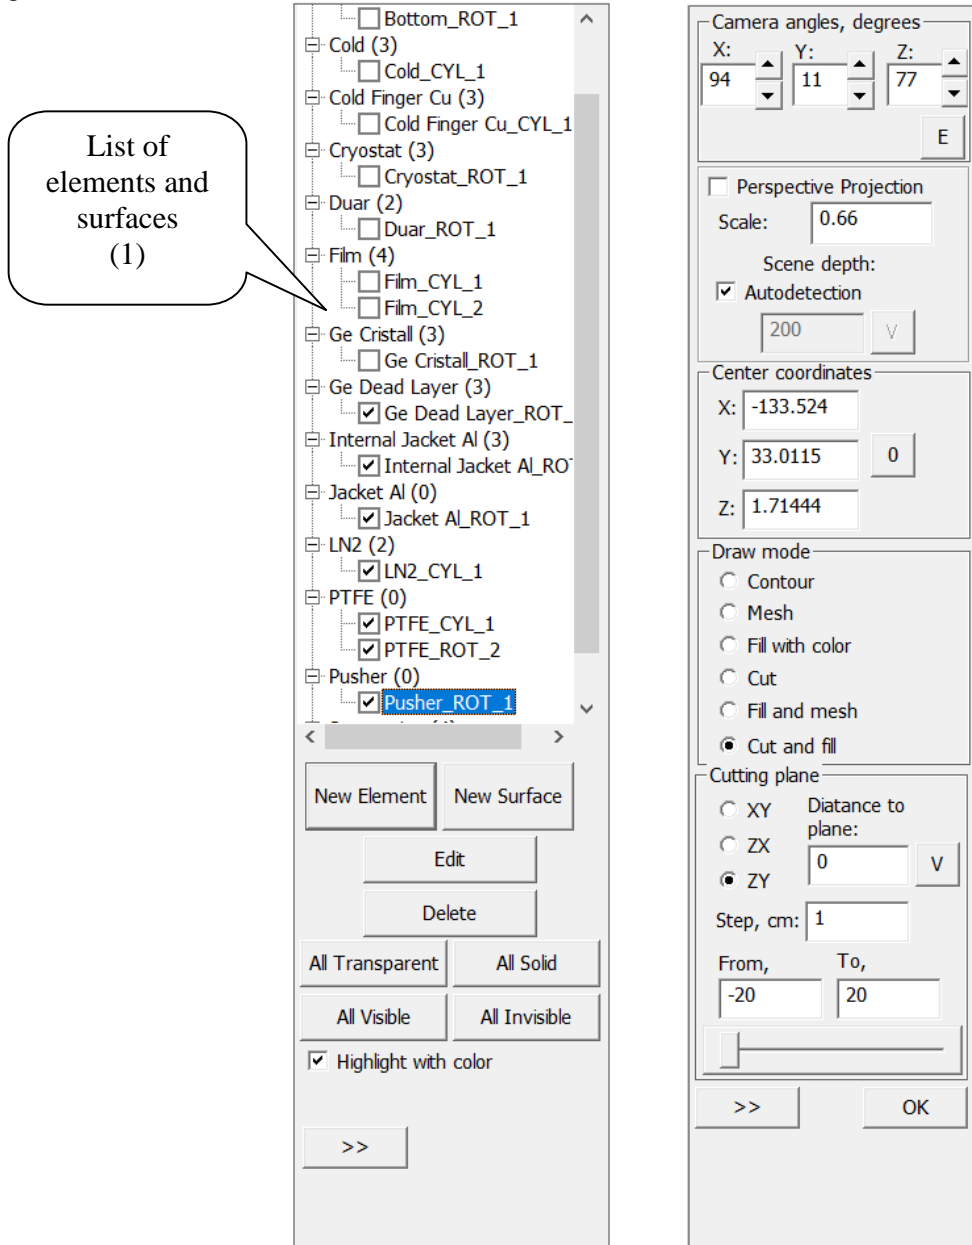 List of
elements and
surfaces
(1)
Bottom_ROT_1
Cold (3)
Cold_CYL_1
Cold Finger Cu (3)
Cold Finger Cu_CYL_1
Cryostat (3)
Cryostat_ROT_1
Duar (2)
Duar_ROT_1
Film (4)
Film_CYL_1
Film_CYL_2
Ge Cristall (3)
Ge Cristall_ROT_1
Ge Dead Layer (3)
Ge Dead Layer_ROT_
Internal Jacket Al (3)
Internal Jacket Al_RO
Jacket Al (0)
Jacket Al_ROT_1
LN2 (2)
LN2_CYL_1
PTFE (0)
PTFE_CYL_1
PTFE_ROT_2
Pusher (0)
Pusher_ROT_1
New Element New Surface
Edit
Delete
All Transparent All Solid
All Visible All Invisible
Highlight with color
>>
Camera angles, degrees
X: Y: Z:
94 11 77
E
Perspective Projection
Scale: 0.66
Scene depth:
Autodetection
200 V
Center coordinates
X: -133.524
Y: 33.0115 0
Z: 1.71444
Draw mode
Contour
Mesh
Fill with color
Cut
Fill and mesh
Cut and fill
Cutting plane
XY Diatance to
plane:
ZX
0 V
ZY
Step, cm: 1
From, To,
-20 20
>> OK